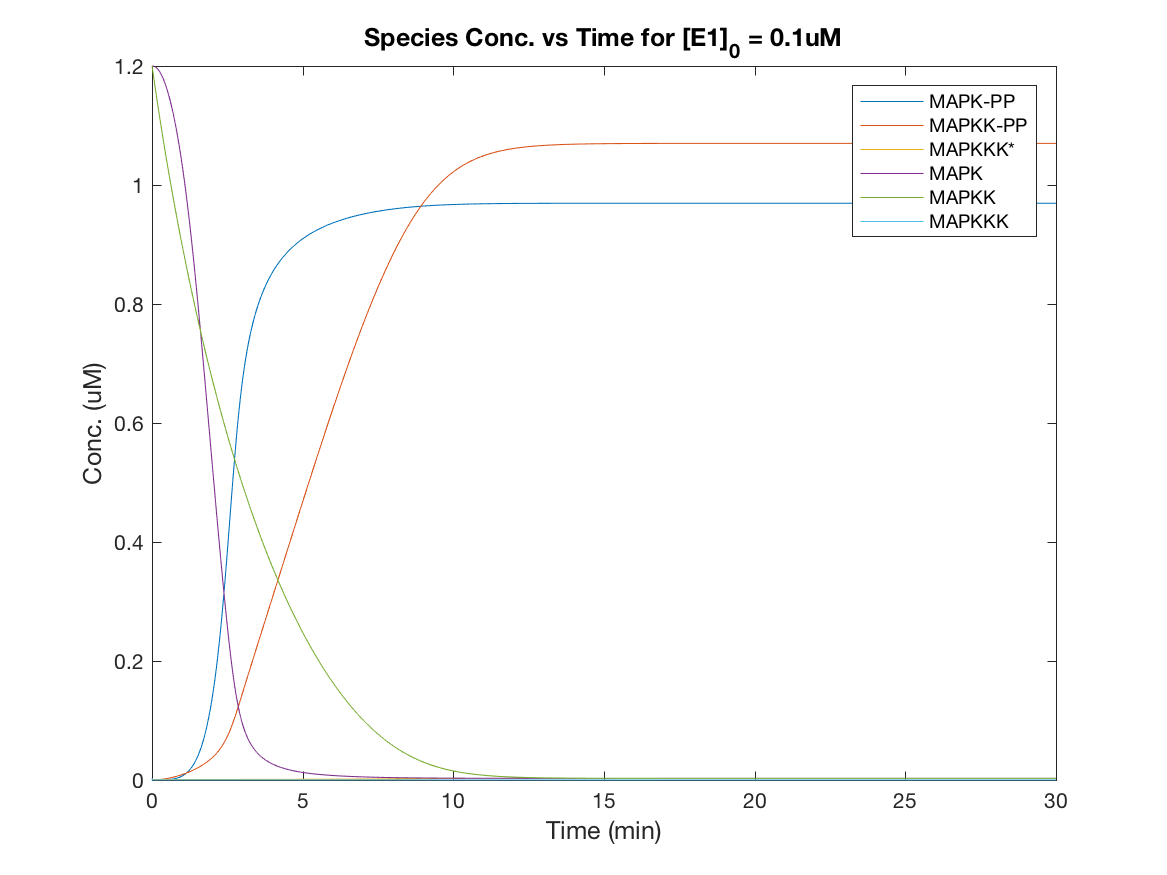 Species Conc. vs Time for [E1]0 = 0.1uM
1.2
1
0.8
0.6
0.4
0.2
0
Conc. (uM)
MAPK-PP
MAPKK-PP
MAPKKK*
MAPK
MAPKK
MAPKKK
0 5 10 15 20 25 30
Time (min)